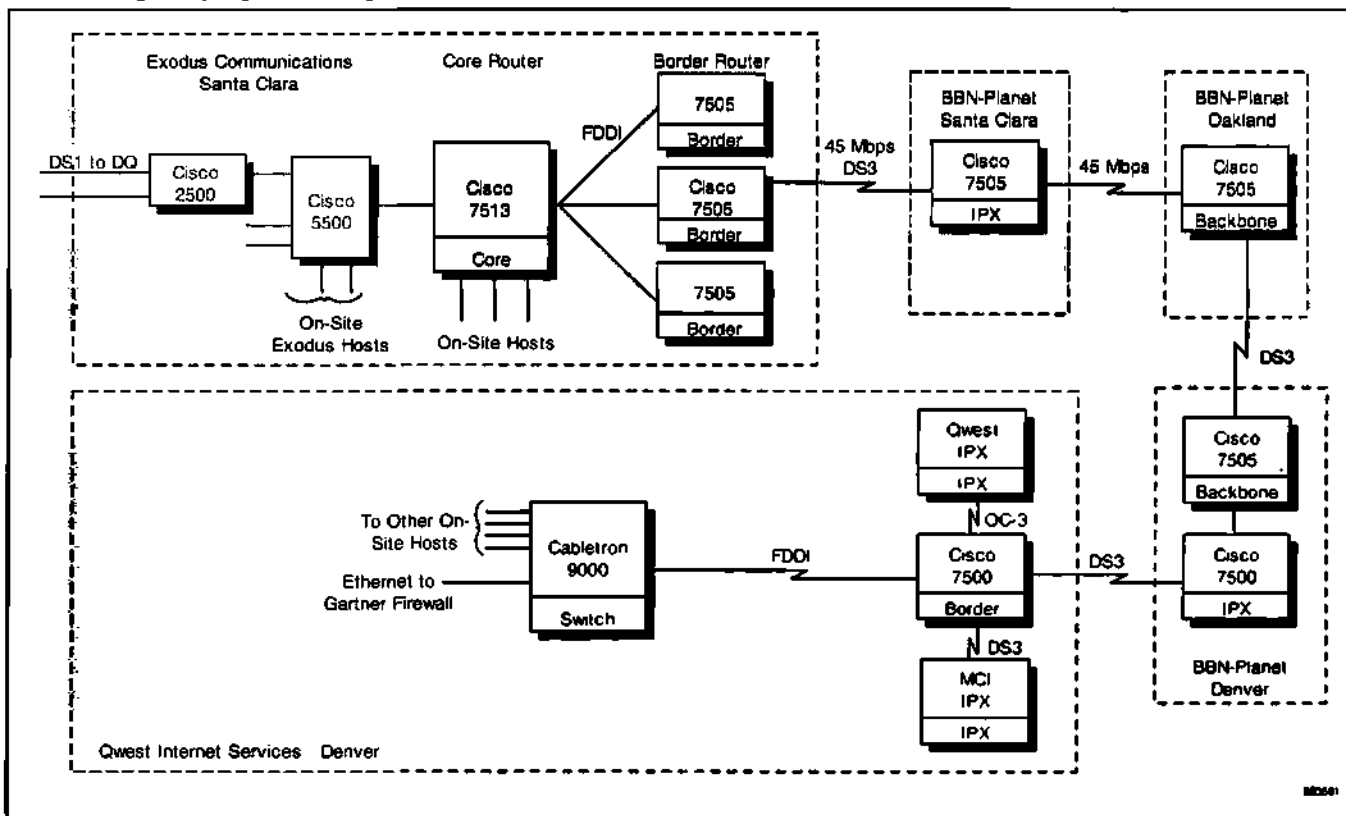 Exodus Communications
Santa Clara
Core Router
Border Router
7505
Border
FDDI
DS1 to DQ
Cisco
2500
Cisco
5500
Cisco
7513
Core
Cisco
7505
Border
7505
Border
On-Site
Exodus Hosts
On-Site Hosts
45 Mbps
DS3
BBN-Planet
Santa Clara
Cisco
7505
IPX
45 Mbps
BBN-Planet
Oakland
Cisco
7505
Backbone
DS3
Cisco
7505
Backbone
Cisco
7500
IPX
BBN-Planet
Denver
DS3
Qwest
IPX
IPX
OC-3
Cisco
7500
Border
DS3
MCI
IPX
IPX
FDDI
To Other On-
Site Hosts
Ethernet to
Gartner Firewall
Cabletron
9000
Switch
Qwest Internet Services Denver